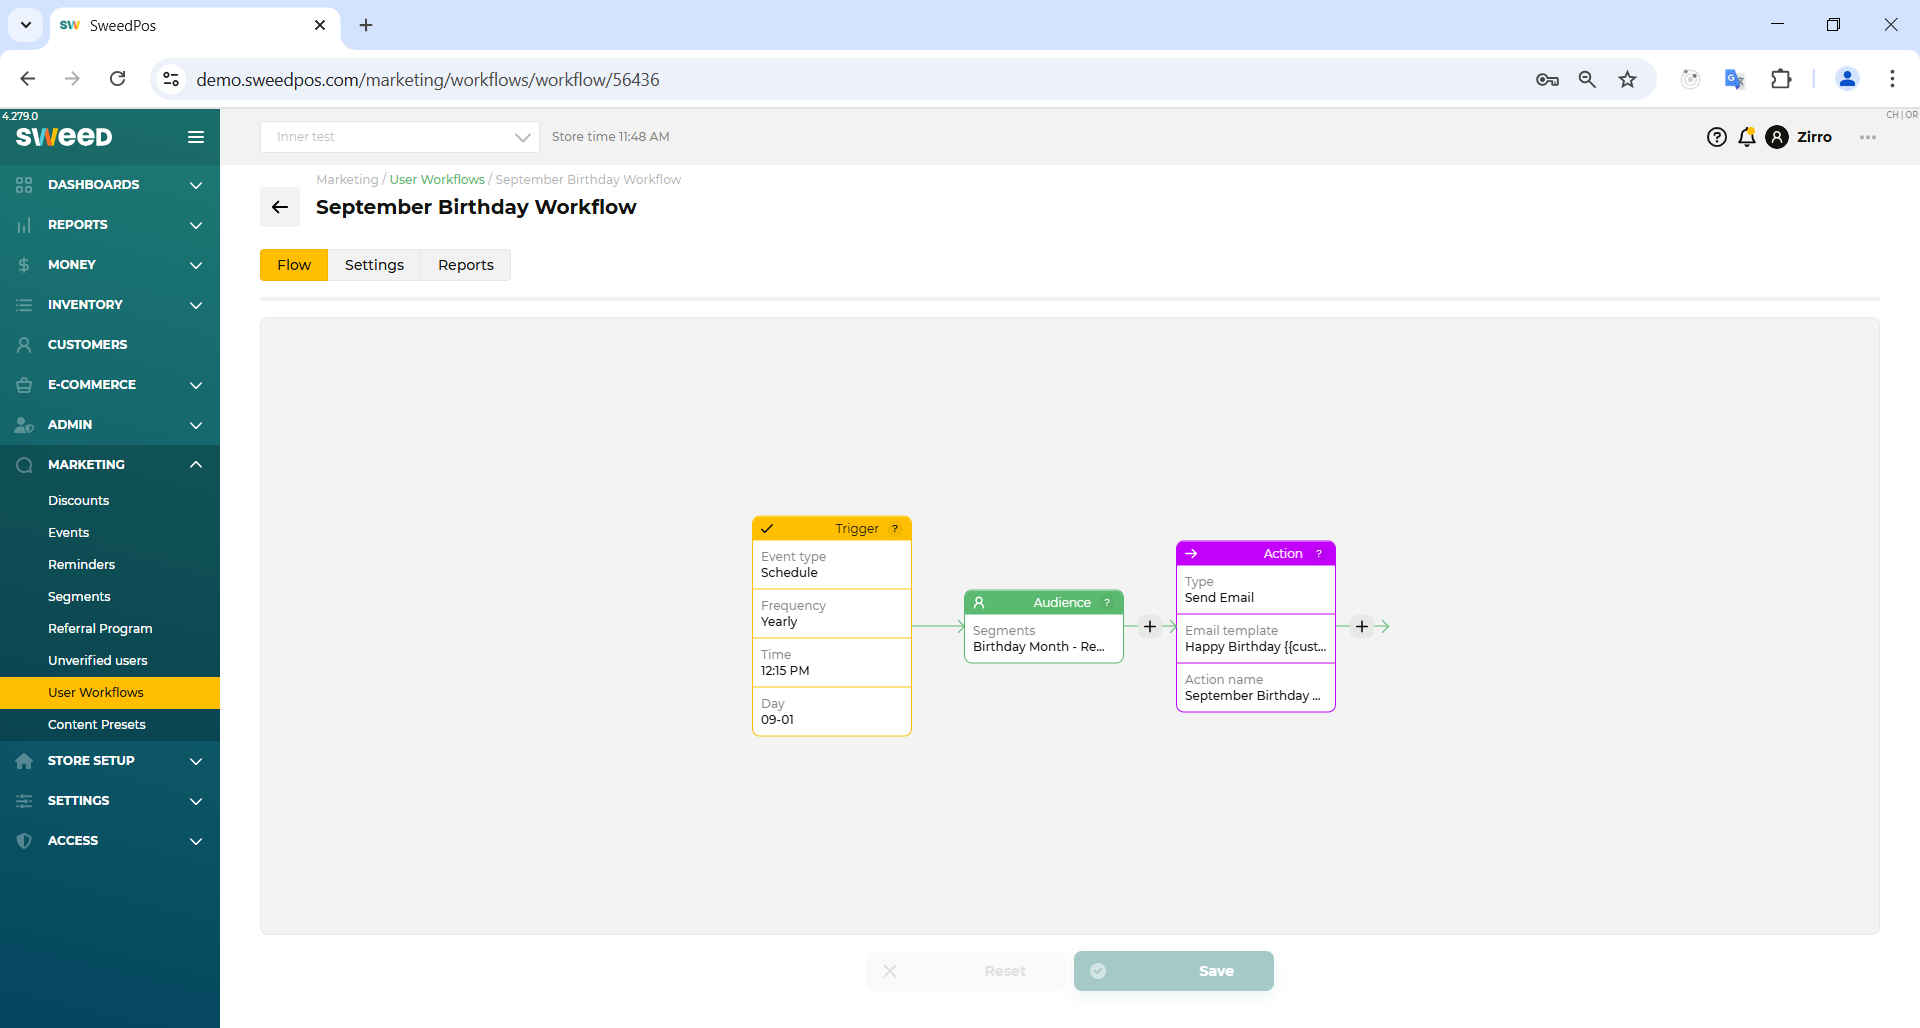 SW SweedPos
demo.sweedpos.com/marketing/workflows/workflow/56436
4.279.0
CH | OR
SWEED
Inner test
Store time 11:48 AM
Zirro
DASHBOARDS
REPORTS
MONEY
INVENTORY
CUSTOMERS
E-COMMERCE
ADMIN
MARKETING
Discounts
Events
Reminders
Segments
Referral Program
Unverified users
User Workflows
Content Presets
STORE SETUP
SETTINGS
ACCESS
Marketing / User Workflows / September Birthday Workflow
September Birthday Workflow
Flow Settings Reports
Trigger ?
Event type
Schedule
Frequency
Yearly
Time
12:15 PM
Day
09-01
Audience ?
Segments
Birthday Month - Re...
Action ?
Type
Send Email
Email template
Happy Birthday {{cust...
Action name
September Birthday ...
Reset Save